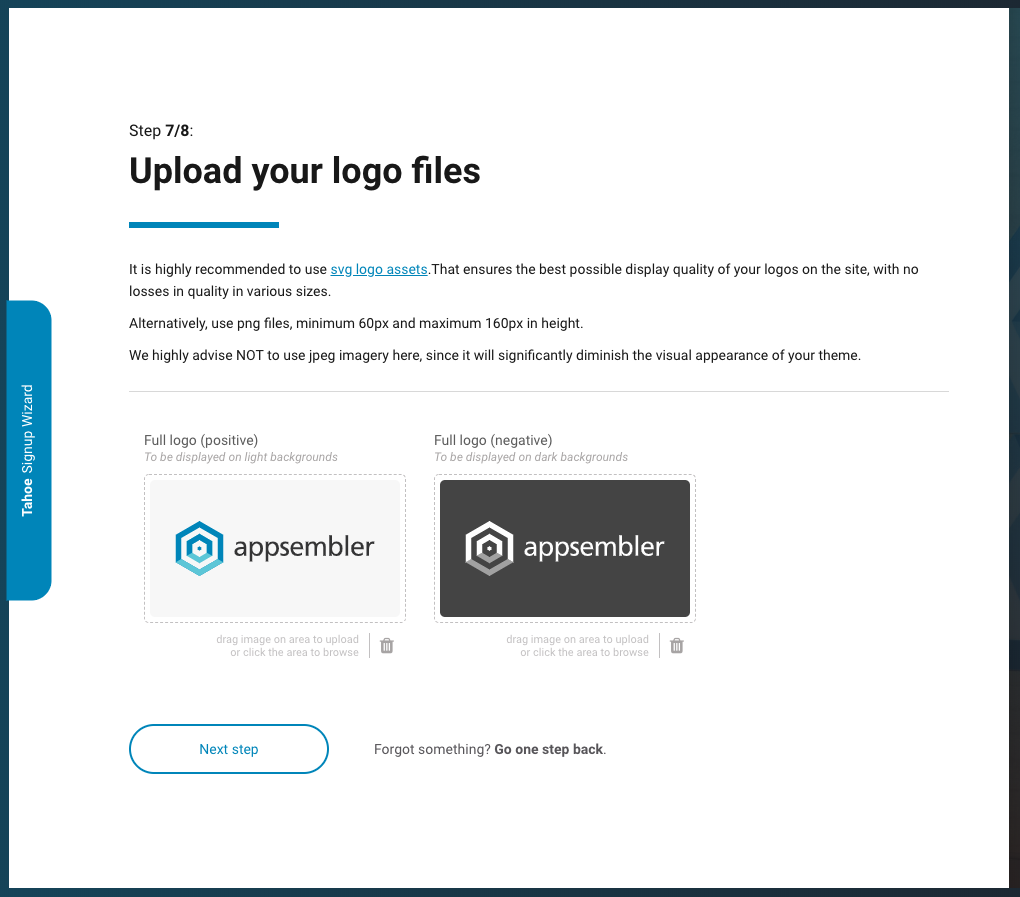 Step 7/8:
Upload your logo files
It is highly recommended to use svg logo assets.That ensures the best possible display quality of your logos on the site, with no
losses in quality in various sizes.
Alternatively, use png files, minimum 60px and maximum 160px in height.
We highly advise NOT to use jpeg imagery here, since it will significantly diminish the visual appearance of your theme.
Tahoe Signup Wizard
Full logo (positive)
To be displayed on light backgrounds
appsembler
drag image on area to upload
or click the area to browse
Full logo (negative)
To be displayed on dark backgrounds
appsembler
drag image on area to upload
or click the area to browse
Next step
Forgot something? Go one step back.